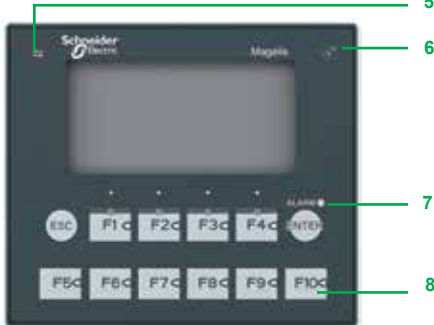 5
Schneider
Electric
Magelis
6
ALARM
7
ESC
F1
F2
F3
F4
ENTER
F5
F6
F7
F8
F9
F10
8